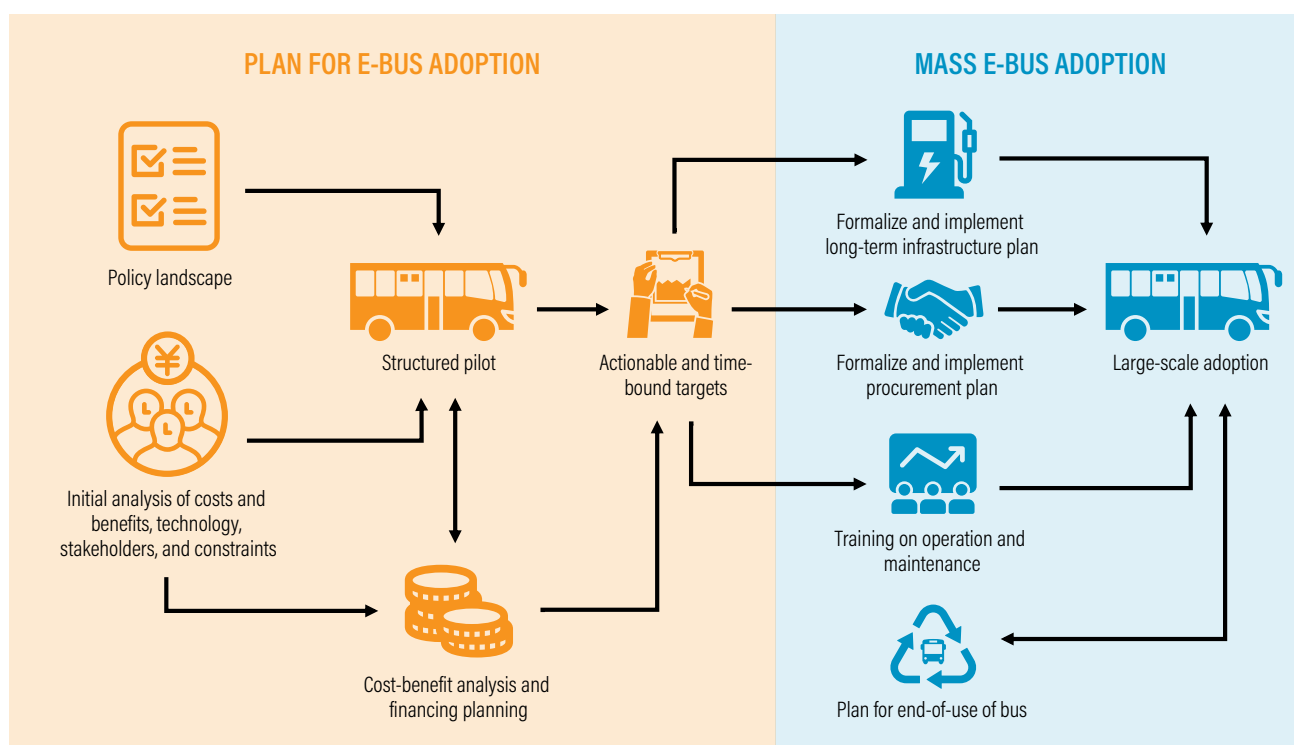 PLAN FOR E-BUS ADOPTION
MASS E-BUS ADOPTION
Policy landscape
Structured pilot
Initial analysis of costs and
benefits, technology,
stakeholders, and constraints
Cost-benefit analysis and
financing planning
Actionable and time-
bound targets
Formalize and implement
long-term infrastructure plan
Formalize and implement
procurement plan
Training on operation and
maintenance
Plan for end-of-use of bus
Large-scale adoption
¥